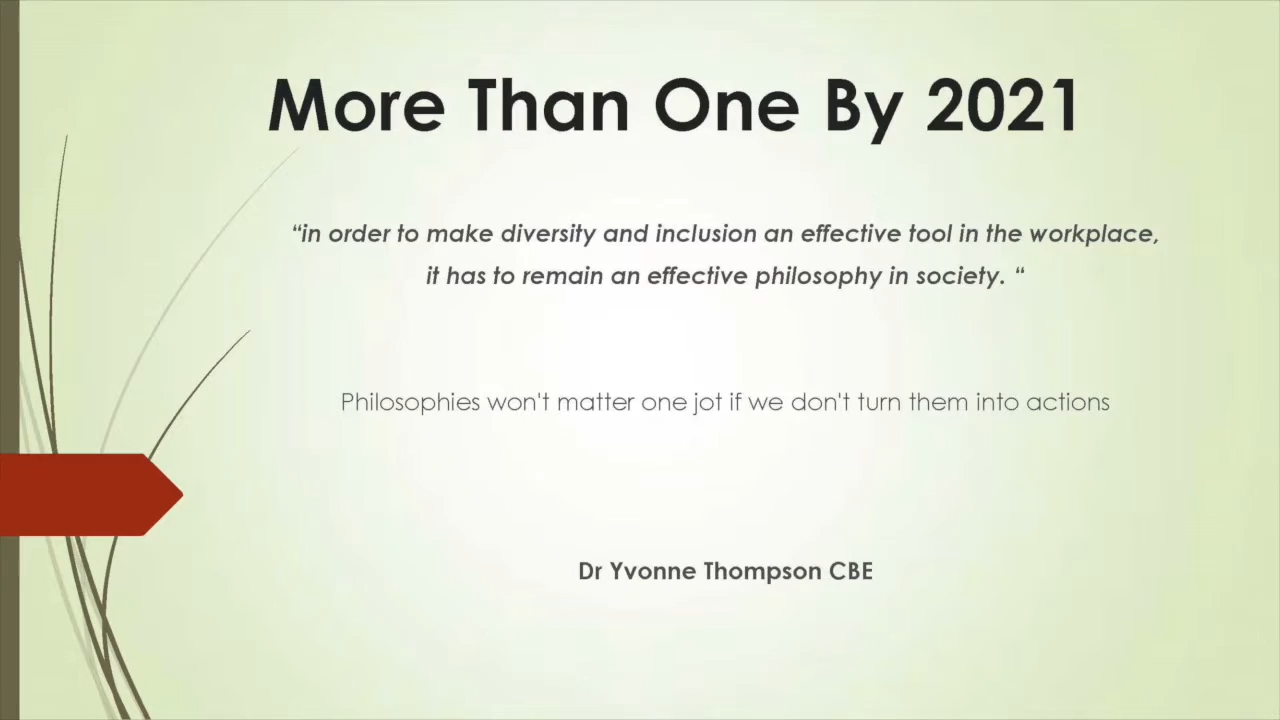 More Than One By 2021
“in order to make diversity and inclusion an effective tool in the workplace,
it has to remain an effective philosophy in society. “
Philosophies won't matter one jot if we don't turn them into actions
Dr Yvonne Thompson CBE